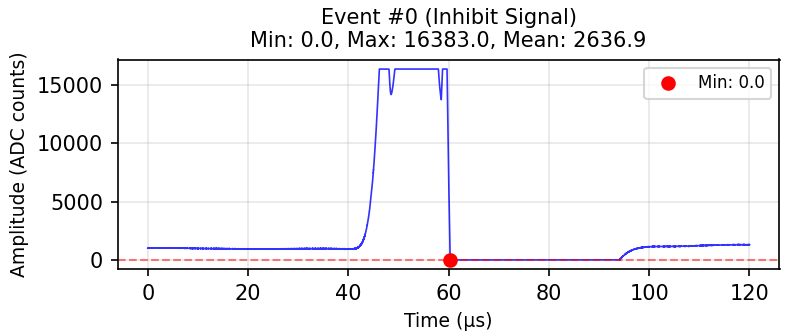 Event #0 (Inhibit Signal)
Min: 0.0, Max: 16383.0, Mean: 2636.9
Min: 0.0
Amplitude (ADC counts)
15000
10000
5000
0
0 20 40 60 80 100 120
Time (μs)